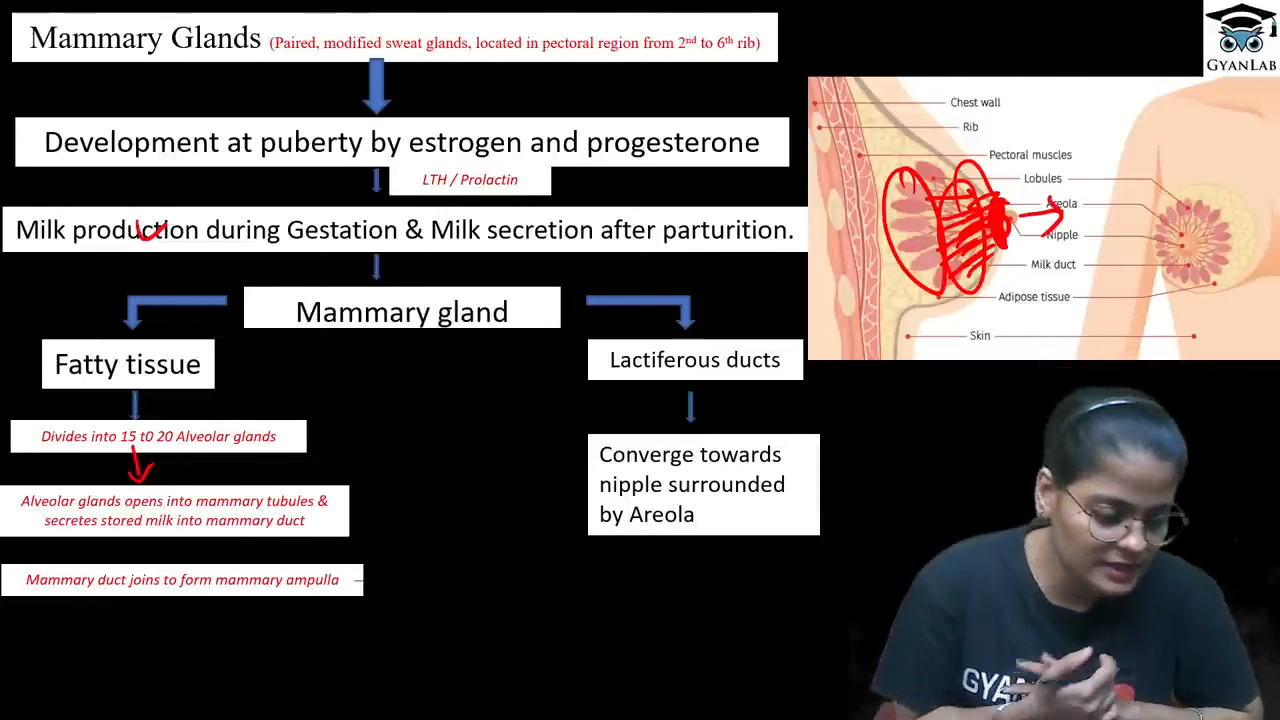 Mammary Glands (Paired, modified sweat glands, located in pectoral region from 2nd to 6th rib)
GYANLAB
Development at puberty by estrogen and progesterone
LTH / Prolactin
Milk production during Gestation & Milk secretion after parturition.
Mammary gland
Fatty tissue
Lactiferous ducts
Divides into 15 t0 20 Alveolar glands
Converge towards
nipple surrounded
by Areola
Alveolar glands opens into mammary tubules &
secretes stored milk into mammary duct
Mammary duct joins to form mammary ampulla
Chest wall
Rib
Pectoral muscles
Lobules
Areola
Nipple
Milk duct
Adipose tissue
Skin